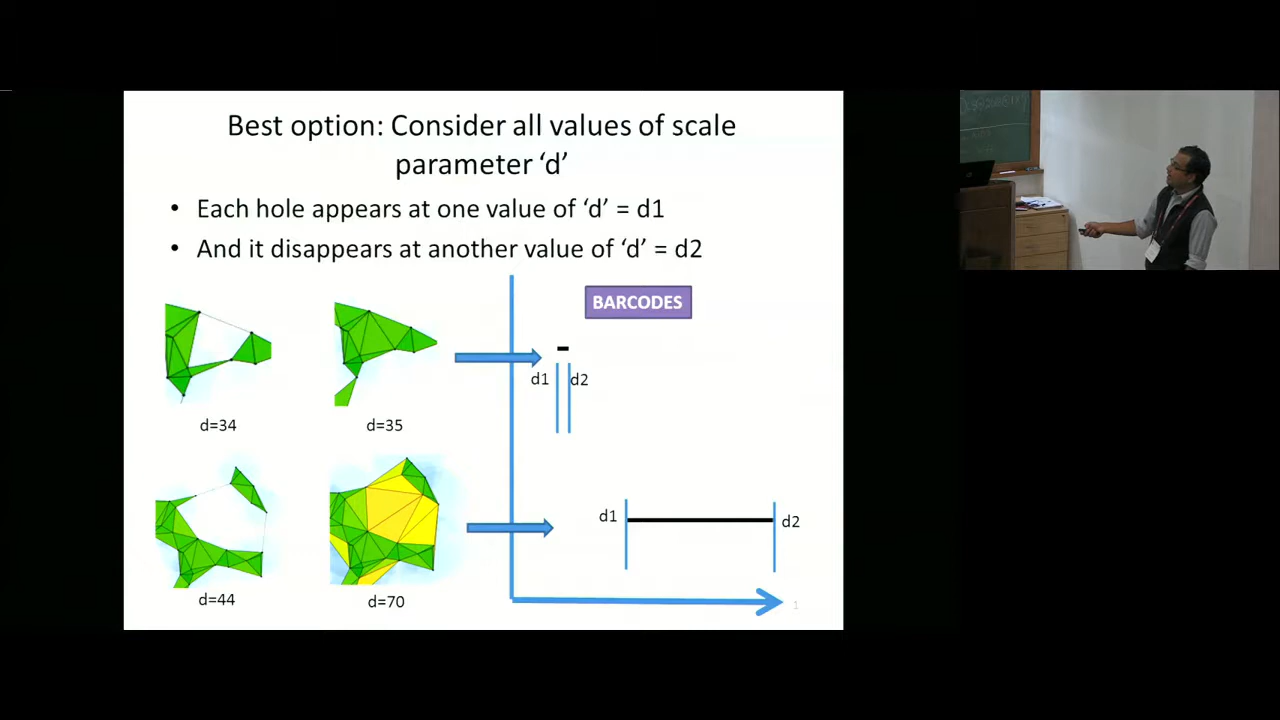 Best option: Consider all values of scale
parameter ‘d’
• Each hole appears at one value of ‘d’ = d1
• And it disappears at another value of ‘d’ = d2
BARCODES
d1 d2
d=34 d=35
d1 d2
d=44 d=70
1